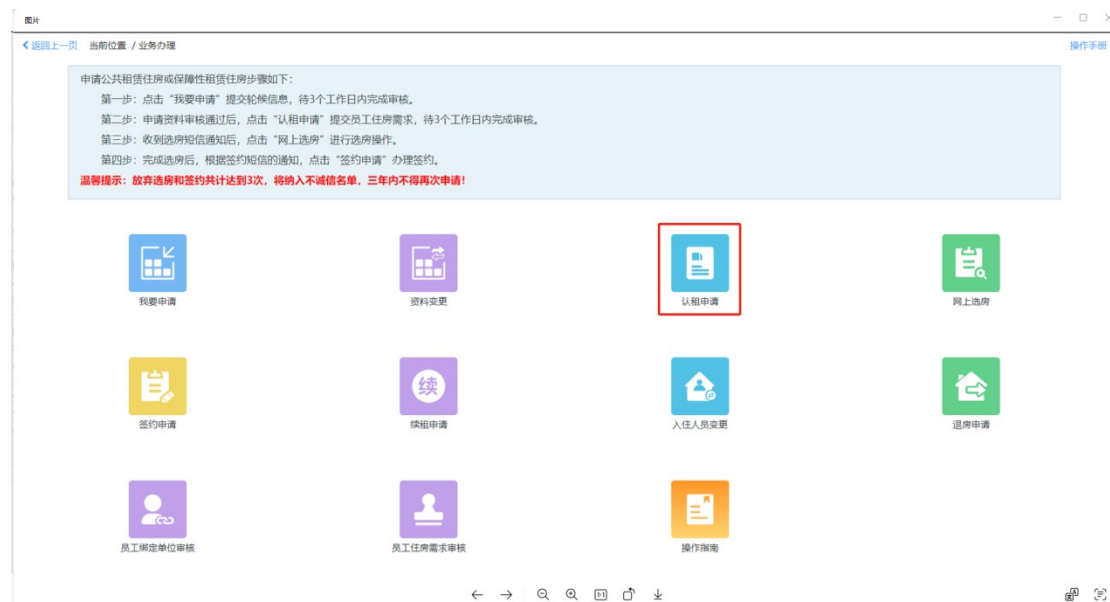 图片
返回上一页 当前位置 / 业务办理 操作手册
申请公共租赁住房或保障性租赁住房步骤如下：
第一步：点击“我要申请”提交轮候信息，待3个工作日内完成审核。
第二步：申请资料审核通过后，点击“认租申请”提交员工住房需求，待3个工作日内完成审核。
第三步：收到选房短信通知后，点击“网上选房”进行选房操作。
第四步：完成选房后，根据签约短信的通知，点击“签约申请”办理签约。
温馨提示：放弃选房和签约共计达到3次，将纳入不诚信名单，三年内不得再次申请！
我要申请 资料变更 认租申请 网上选房
续
签约申请 续租申请 入住人员变更 退房申请
员工绑定单位审核 员工住房需求审核 操作指南
1:1